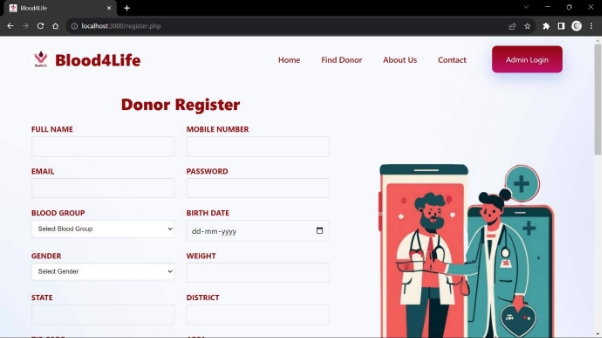 Blood4Life
localhost:3000/register.php
Blood4Life
Home
Find Donor
About Us
Contact
Admin Login
Donor Register
FULL NAME
MOBILE NUMBER
EMAIL
PASSWORD
BLOOD GROUP
BIRTH DATE
Select Blood Group
dd-mm-yyyy
GENDER
WEIGHT
Select Gender
STATE
DISTRICT